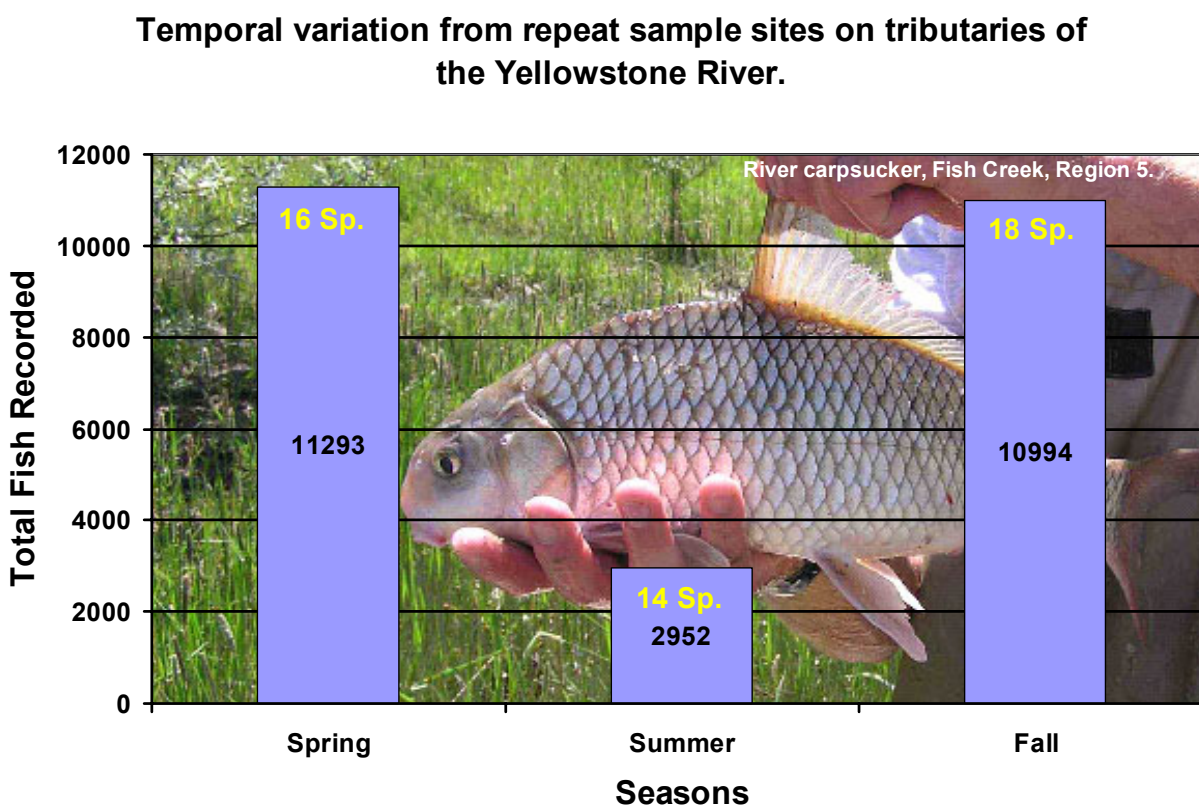 Temporal variation from repeat sample sites on tributaries of
the Yellowstone River.
River carpsucker, Fish Creek, Region 5.
Total Fish Recorded
12000
10000
8000
6000
4000
2000
0
16 Sp.
11293
14 Sp.
2952
18 Sp.
10994
Spring
Summer
Fall
Seasons